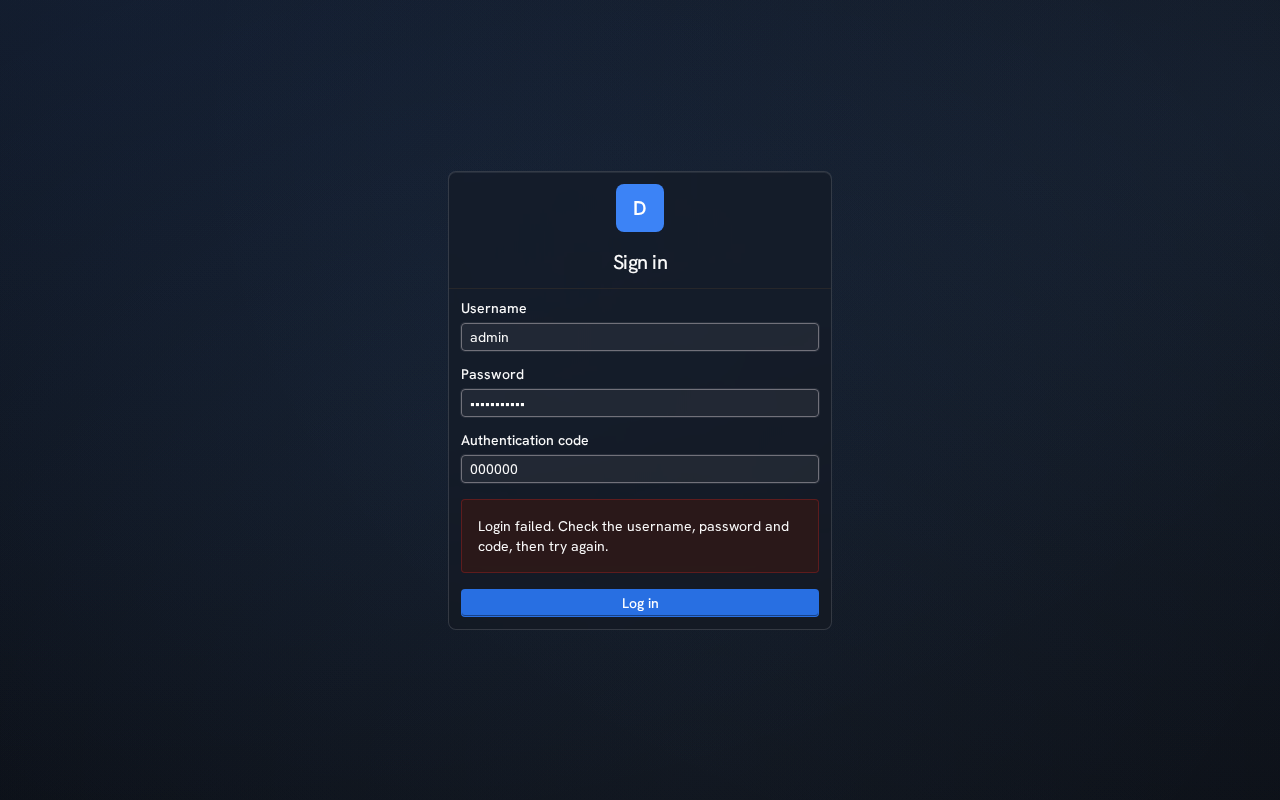 D
Sign in
Username
admin
Password
•••••••••••
Authentication code
000000
Login failed. Check the username, password and
code, then try again.
Log in